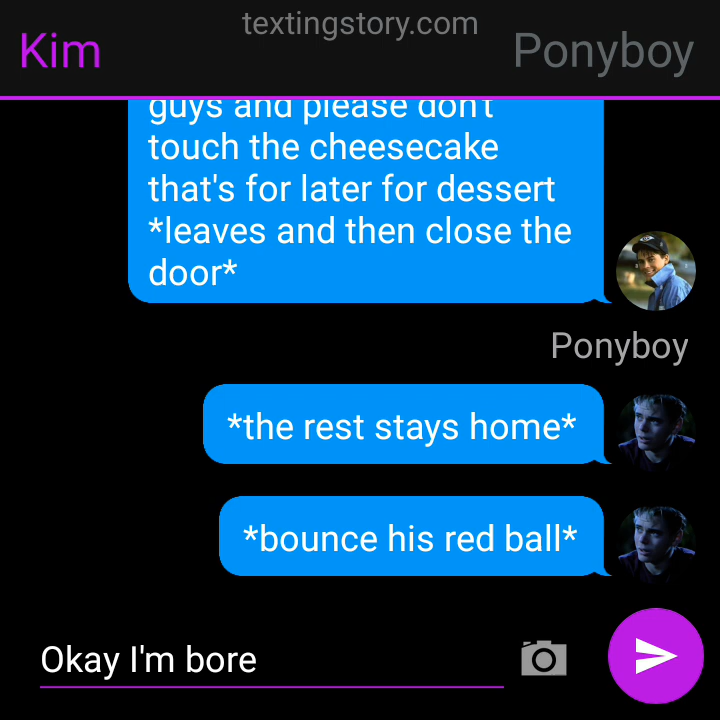 textingstory.com
Kim
Ponyboy
guys and please don't
touch the cheesecake
that's for later for dessert
*leaves and then close the
door*
Ponyboy
*the rest stays home*
*bounce his red ball*
Okay I'm bore